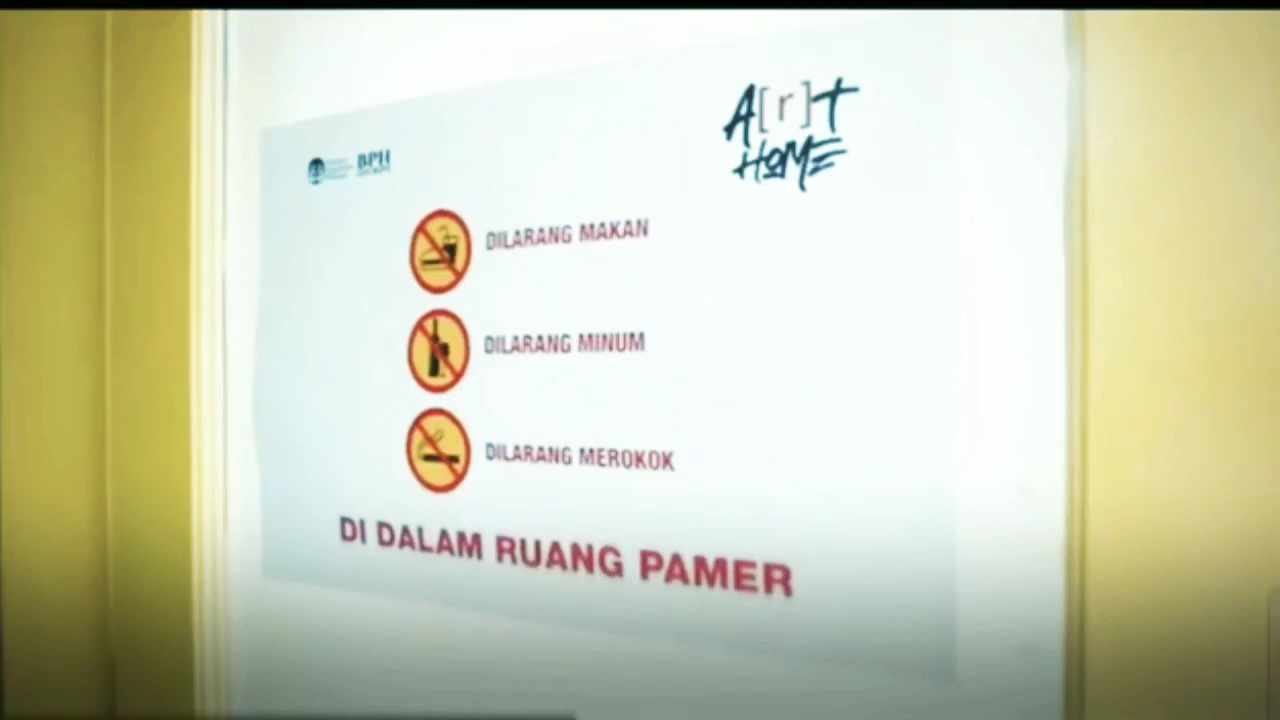 BPH
A[r]t
HOME
DILARANG MAKAN
DILARANG MINUM
DILARANG MEROKOK
DI DALAM RUANG PAMER